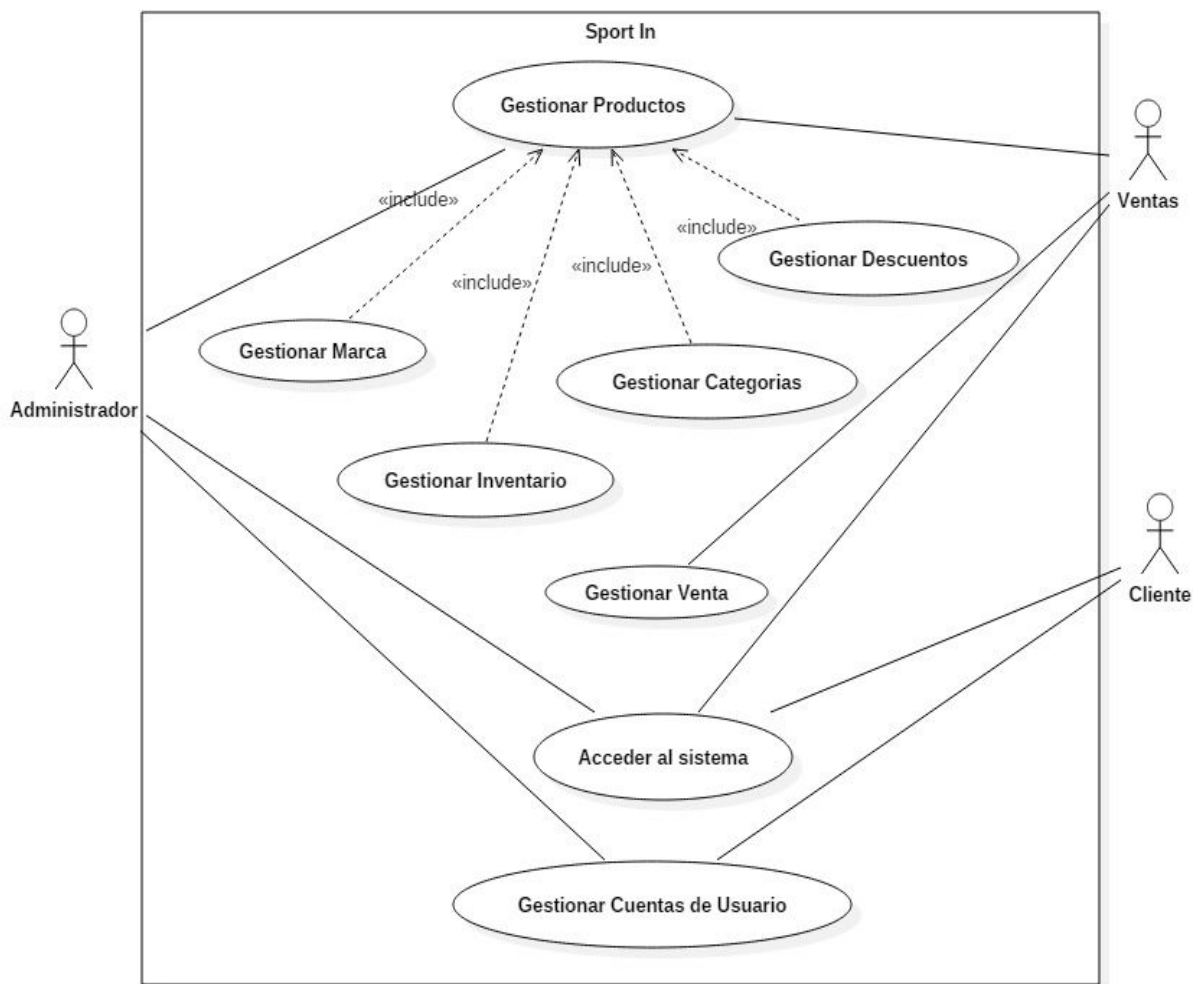 Sport In
Gestionar Productos
Ventas
«include»
«include»
«include»
«include»
Gestionar Descuentos
Gestionar Marca
Gestionar Categorias
Administrador
Gestionar Inventario
Gestionar Venta
Cliente
Acceder al sistema
Gestionar Cuentas de Usuario